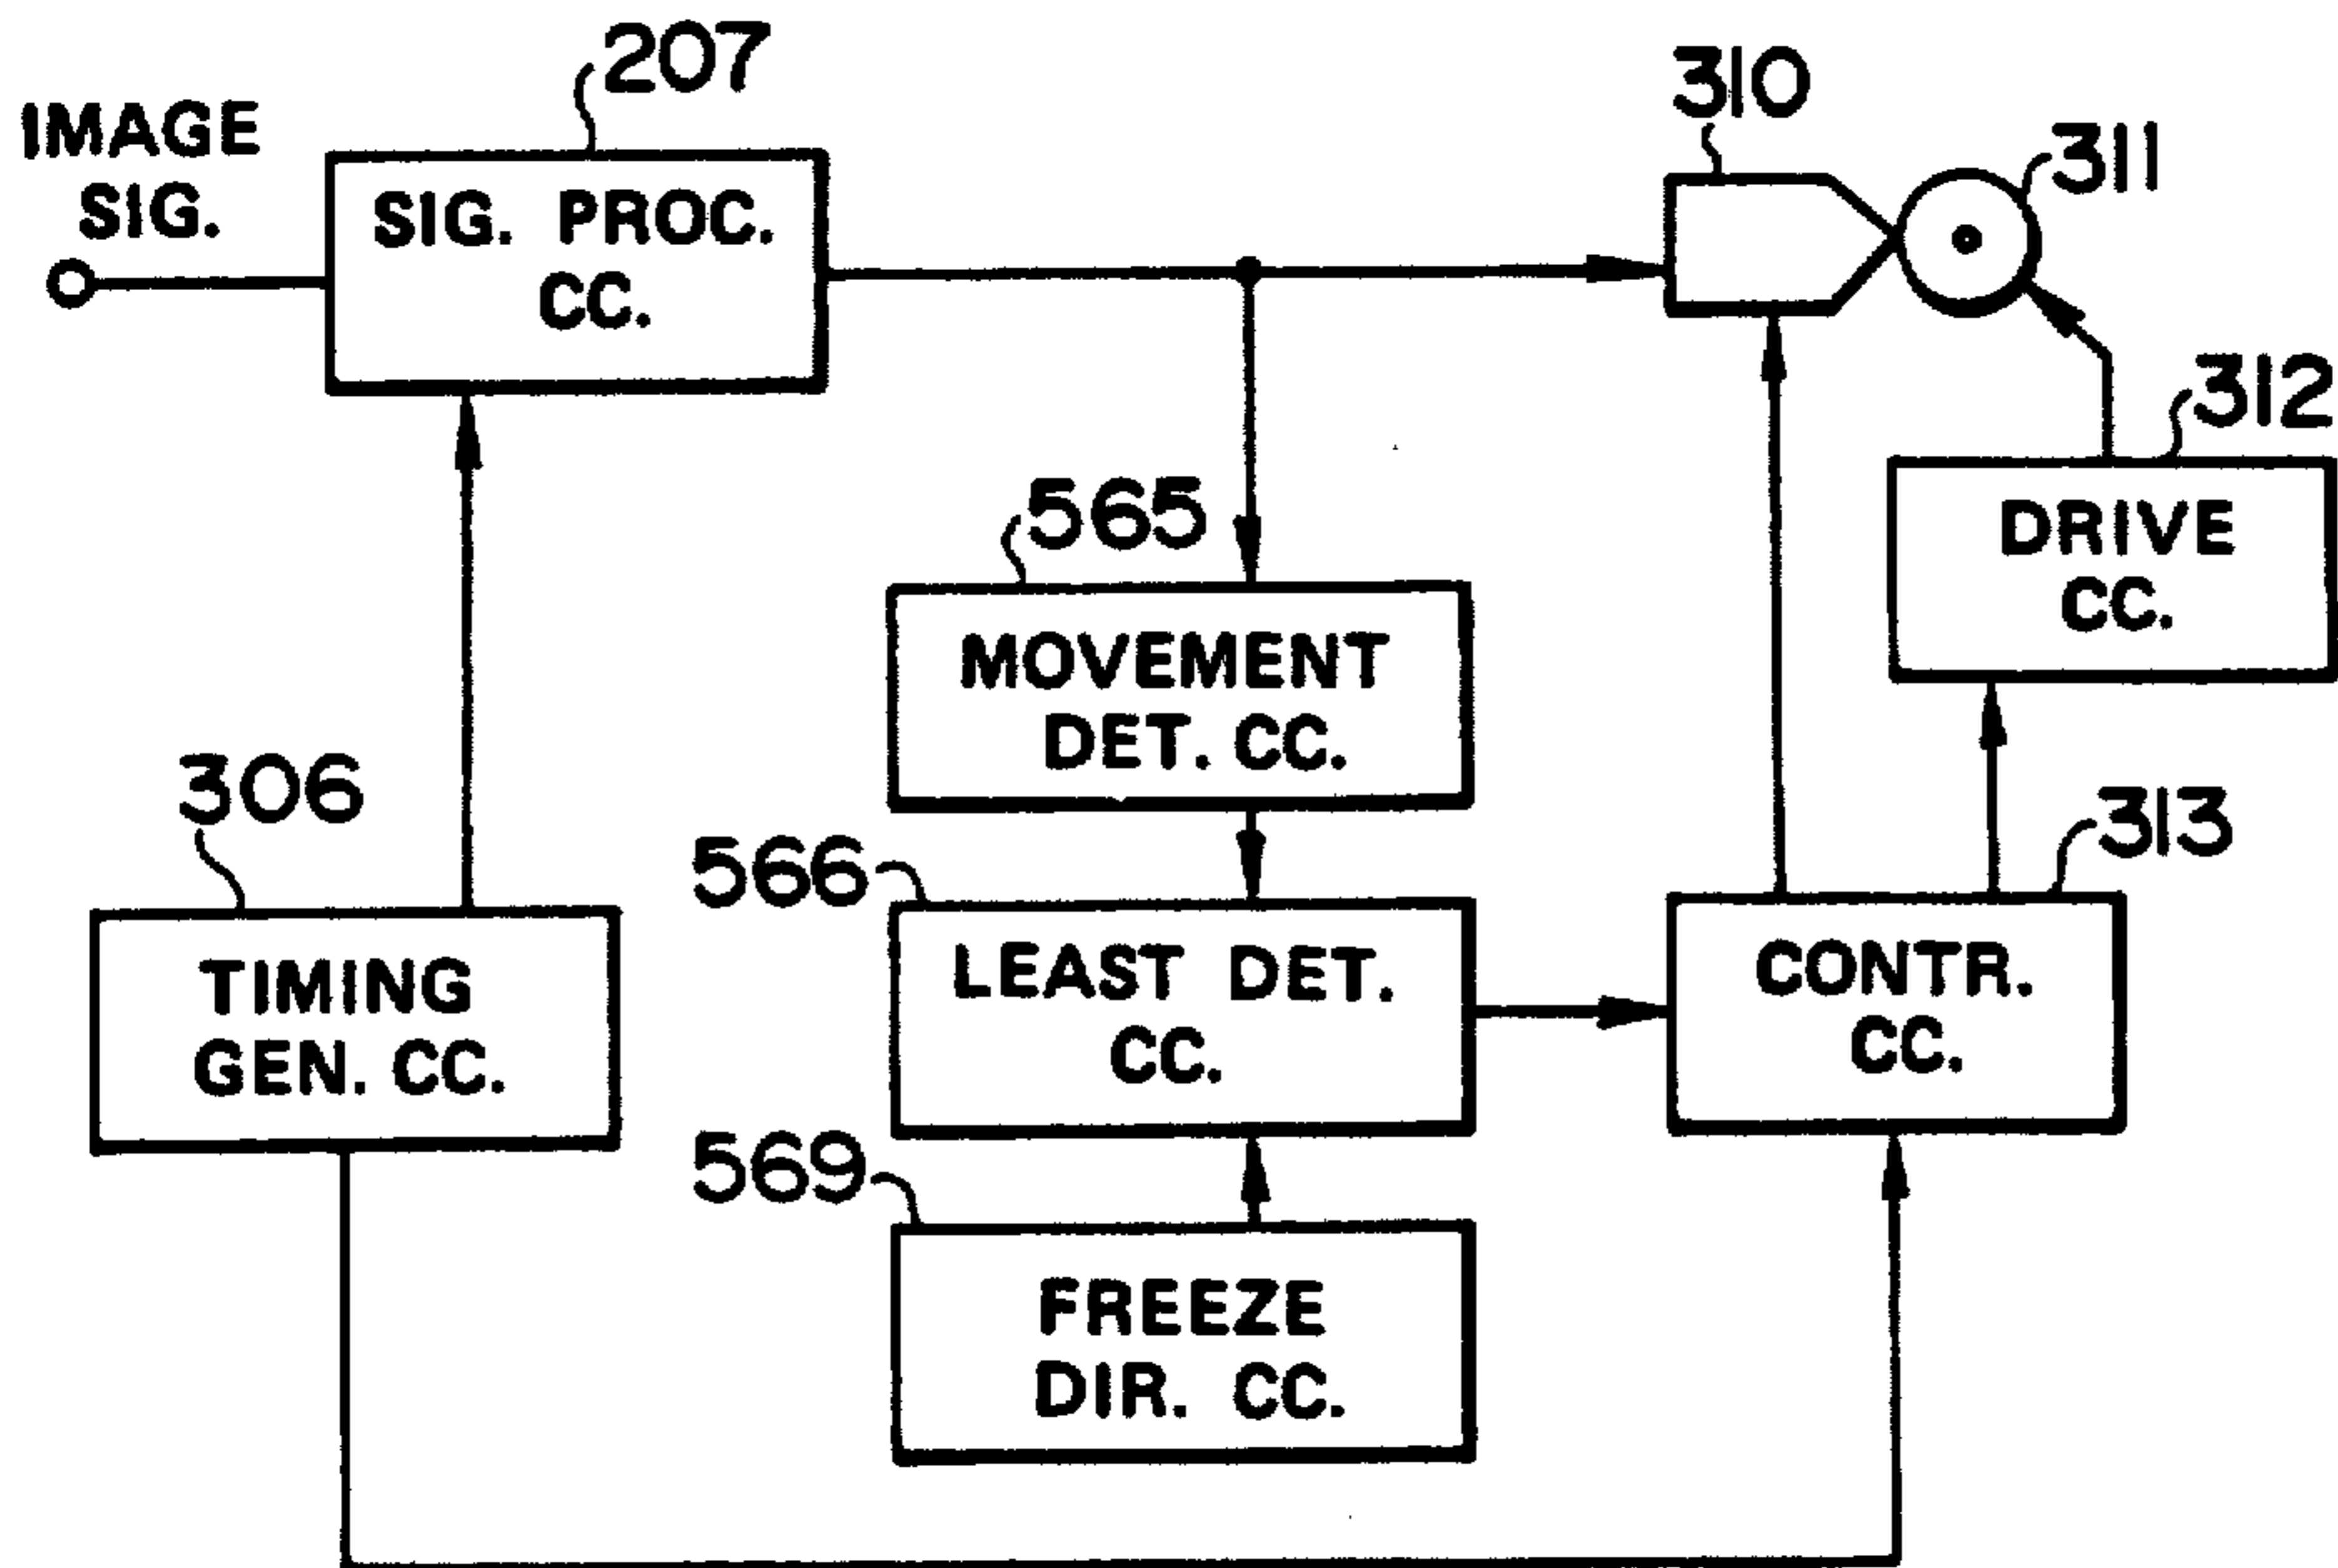 207
310
311
IMAGE
SIG.
SIG. PROC.
CC.
312
565
DRIVE
CC.
MOVEMENT
DET. CC.
306
566
313
TIMING
GEN. CC.
LEAST DET.
CC.
CONTR.
CC.
569
FREEZE
DIR. CC.